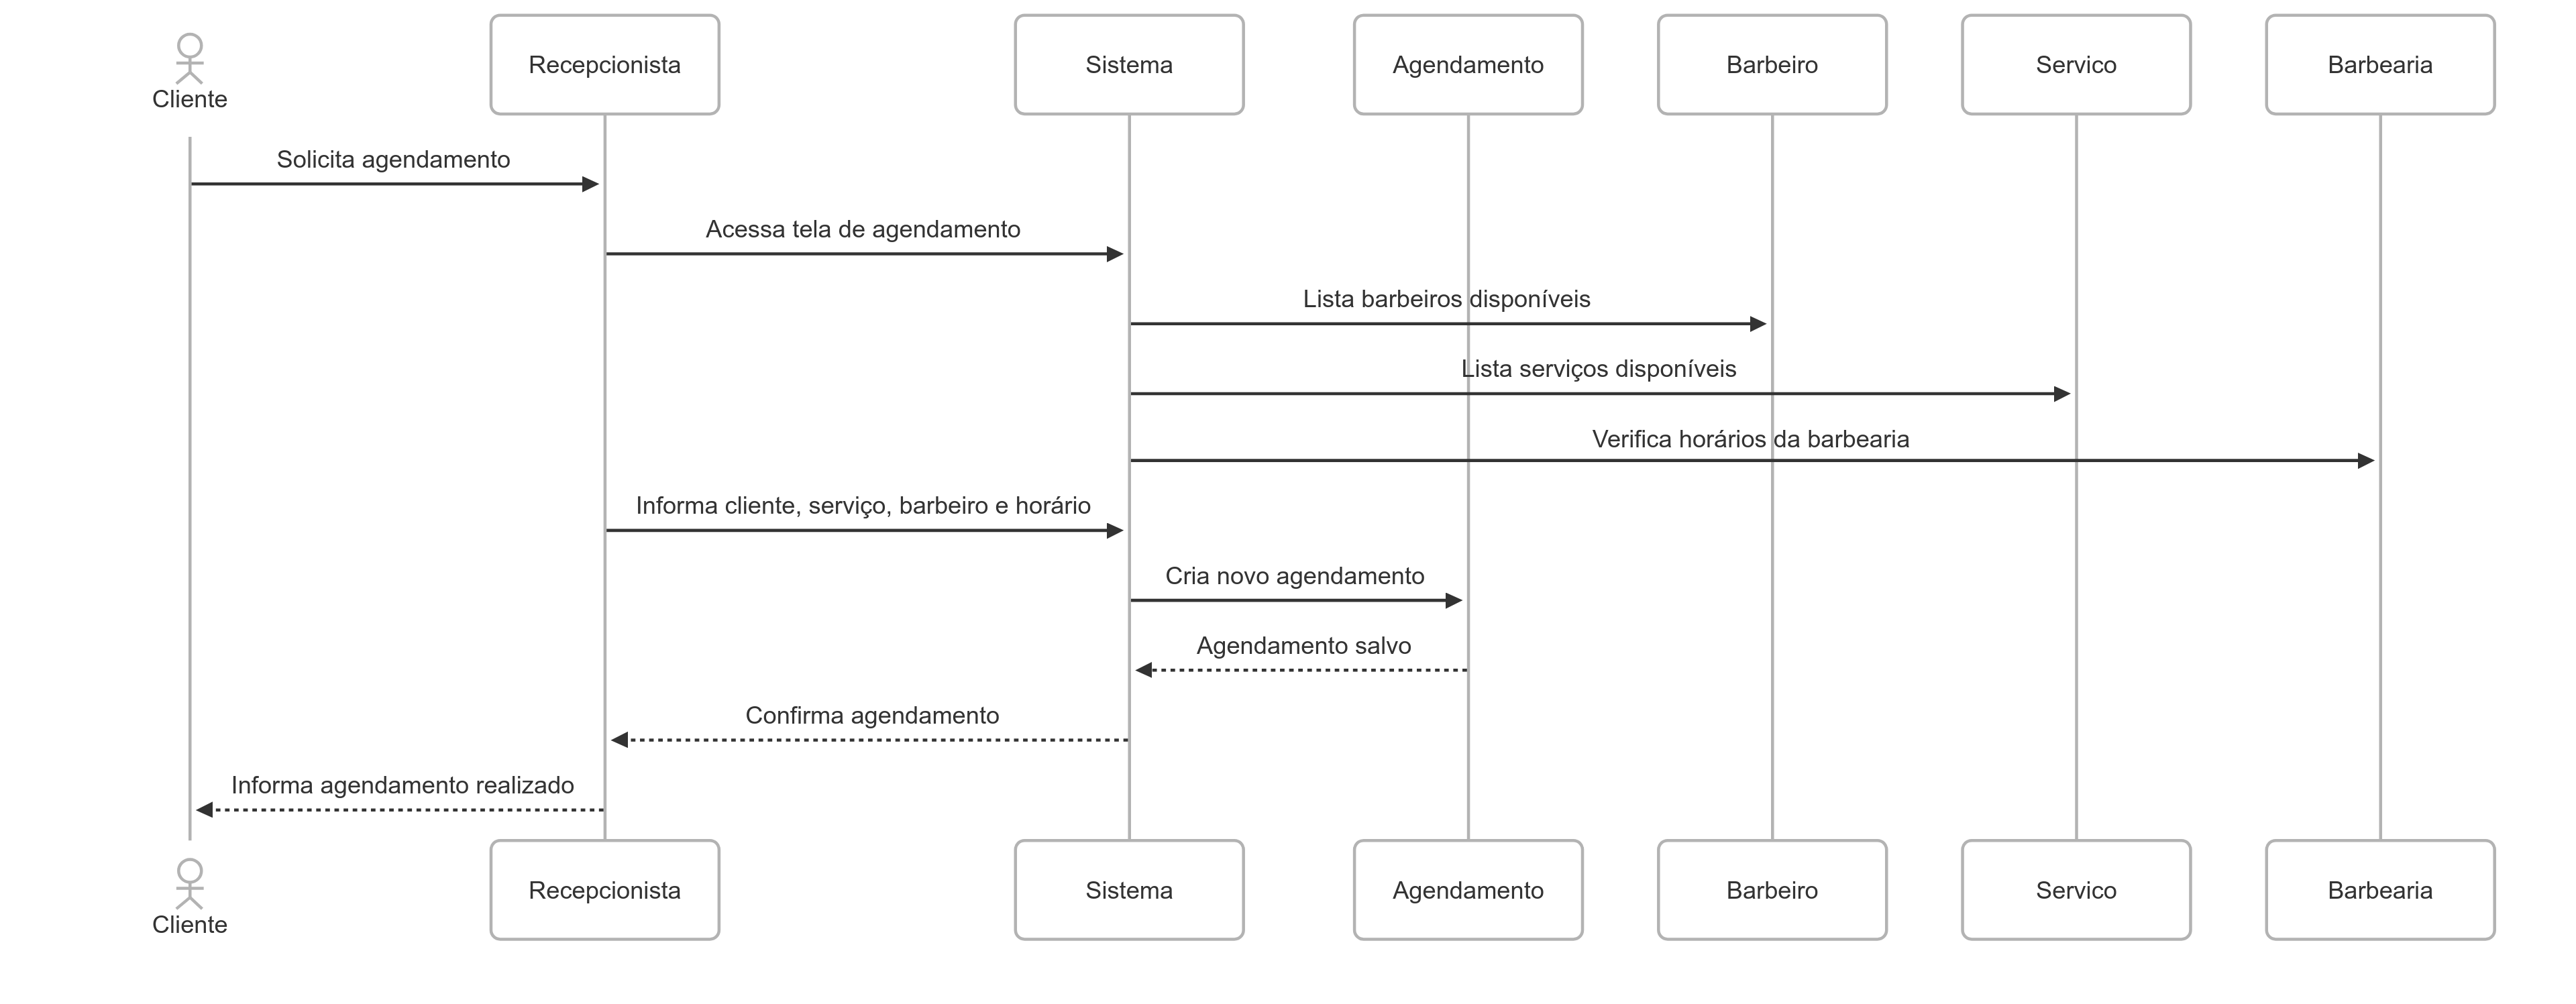 Cliente
Recepcionista
Sistema
Agendamento
Barbeiro
Servico
Barbearia
Solicita agendamento
Acessa tela de agendamento
Lista barbeiros disponíveis
Lista serviços disponíveis
Verifica horários da barbearia
Informa cliente, serviço, barbeiro e horário
Cria novo agendamento
Agendamento salvo
Confirma agendamento
Informa agendamento realizado
Cliente
Recepcionista
Sistema
Agendamento
Barbeiro
Servico
Barbearia